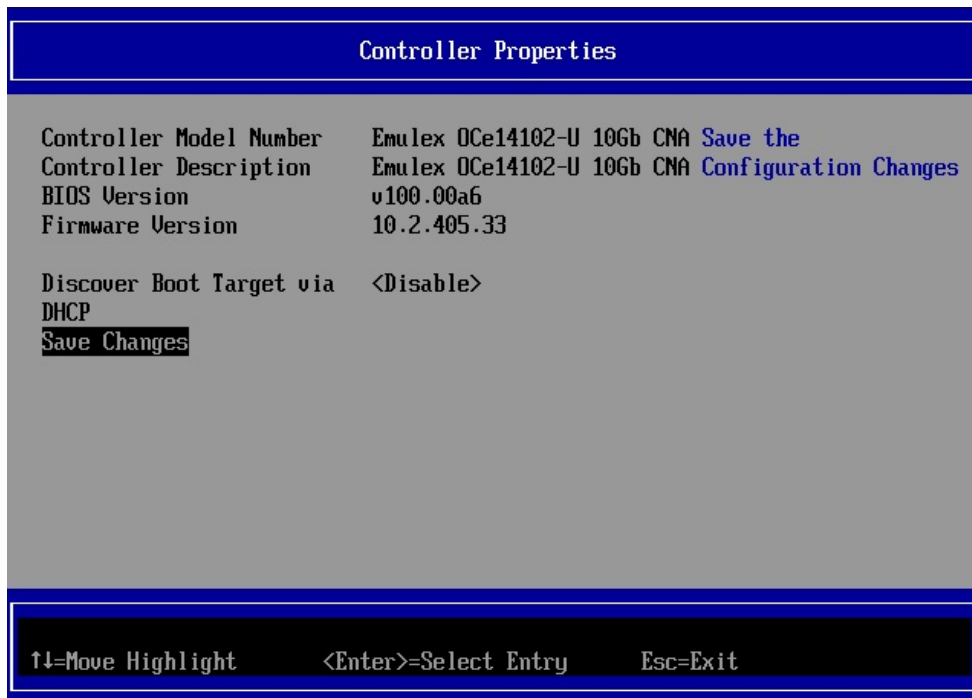 Controller Properties
Controller Model Number Emulex OCe14102-U 10Gb CNA Save the
Controller Description Emulex OCe14102-U 10Gb CNA Configuration Changes
BIOS Version v100.00a6
Firmware Version 10.2.405.33
Discover Boot Target via <Disable>
DHCP
Save Changes
↑↓=Move Highlight <Enter>=Select Entry Esc=Exit